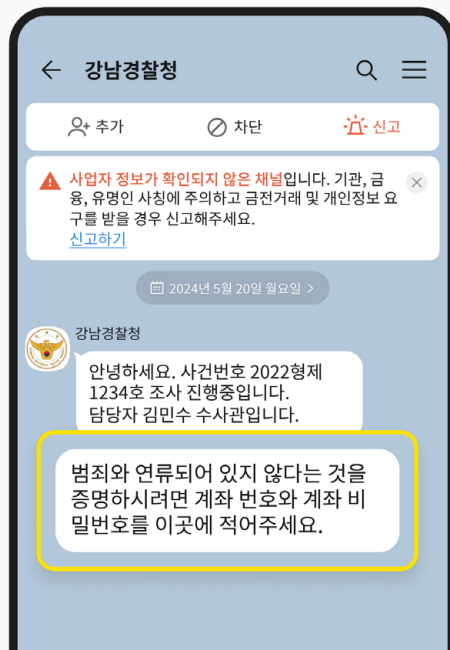 강남경찰청
추가 차단 신고
사업자 정보가 확인되지 않은 채널입니다. 기관, 금
융, 유명인 사칭에 주의하고 금전거래 및 개인정보 요
구를 받을 경우 신고해주세요.
신고하기
2024년 5월 20일 월요일 >
강남경찰청
안녕하세요. 사건번호 2022형제
1234호 조사 진행중입니다.
담당자 김민수 수사관입니다.
범죄와 연류되어 있지 않다는 것을
증명하시려면 계좌 번호와 계좌 비
밀번호를 이곳에 적어주세요.